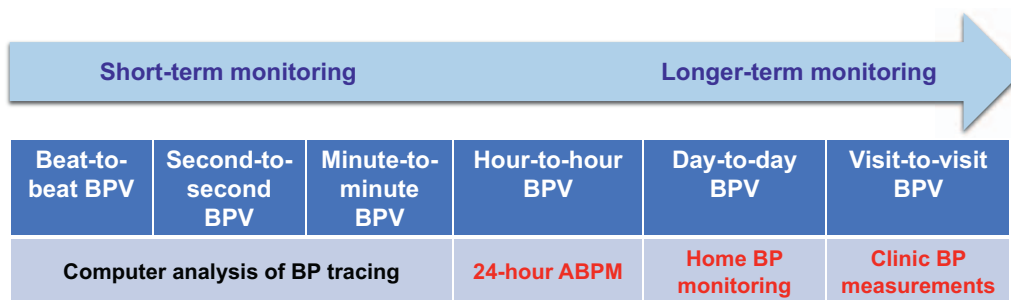 Short-term monitoring Longer-term monitoring
Beat-to-
beat BPV
Second-to-
second
BPV
Minute-to-
minute
BPV
Hour-to-hour
BPV
Day-to-day
BPV
Visit-to-visit
BPV
Computer analysis of BP tracing
24-hour ABPM
Home BP
monitoring
Clinic BP
measurements